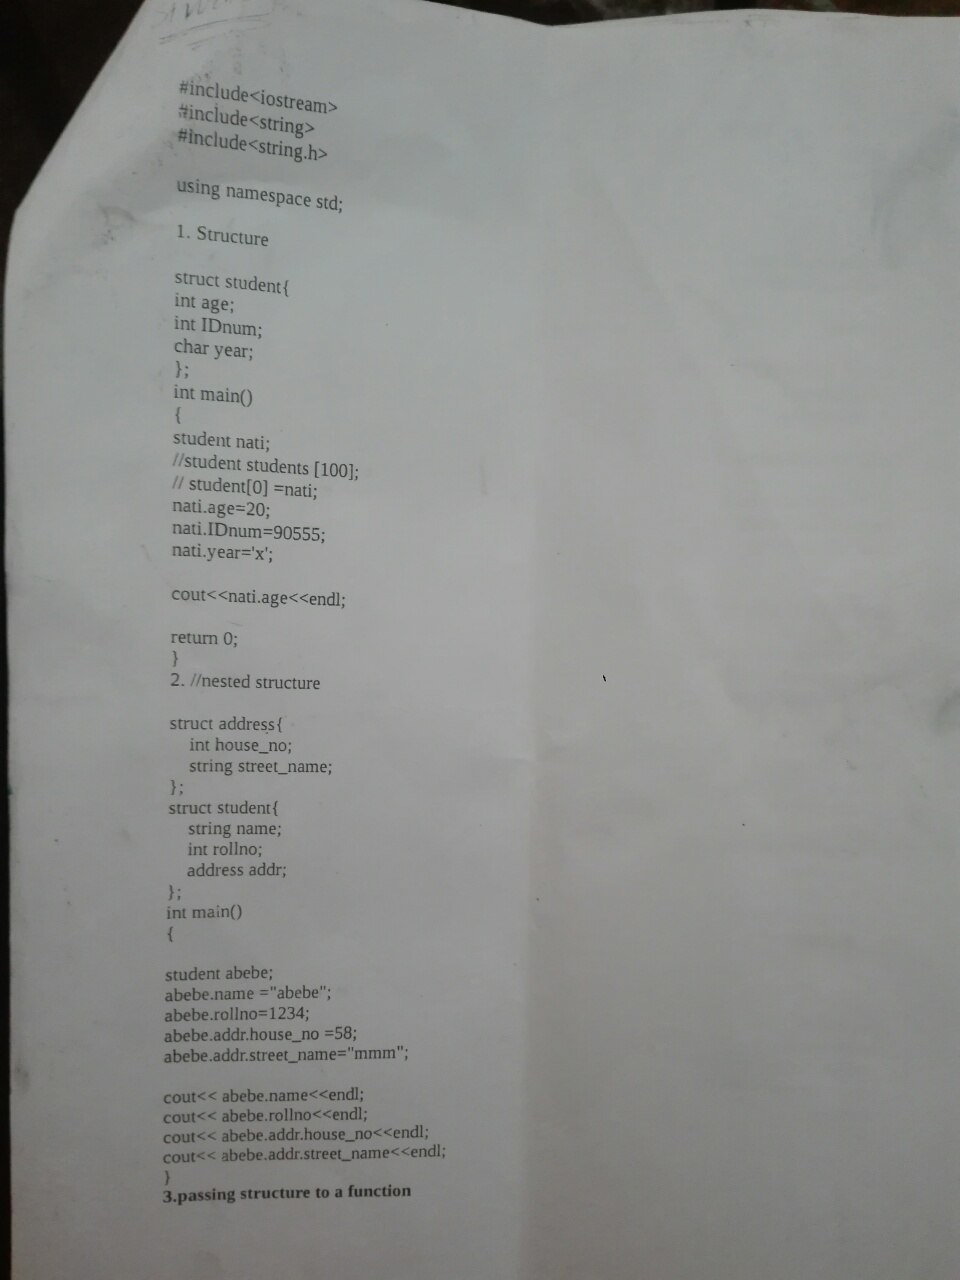 #include<iostream>
#include<string>
#include<string.h>
using namespace std;
1. Structure
struct student{
int age;
int IDnum;
char year;
};
int main()
{
student nati;
//student students [100];
// student[0] =nati;
nati.age=20;
nati.IDnum=90555;
nati.year='x';
cout<<nati.age<<endl;
return 0;
}
2. //nested structure
struct address{
int house_no;
string street_name;
};
struct student{
string name;
int rollno;
address addr;
};
int main()
{
student abebe;
abebe.name ="abebe";
abebe.rollno=1234;
abebe.addr.house_no =58;
abebe.addr.street_name="mmm";
cout<< abebe.name<<endl;
cout<< abebe.rollno<<endl;
cout<< abebe.addr.house_no<<endl;
cout<< abebe.addr.street_name<<endl;
}
3.passing structure to a function